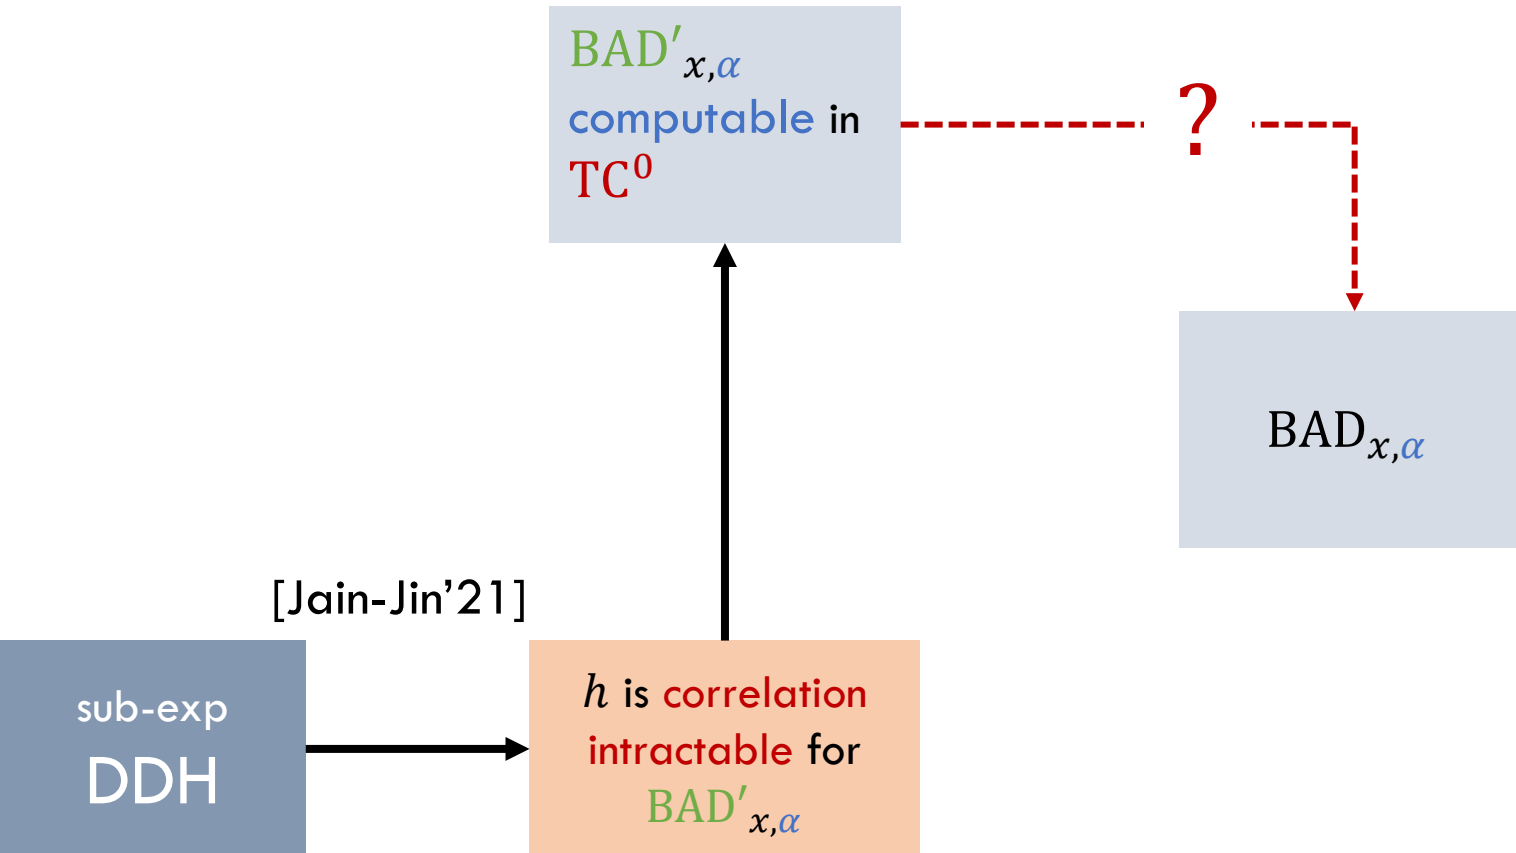 BAD′x,α
computable in
TC⁰
?
BADx,α
[Jain-Jin’21]
sub-exp
DDH
h is correlation
intractable for
BAD′x,α